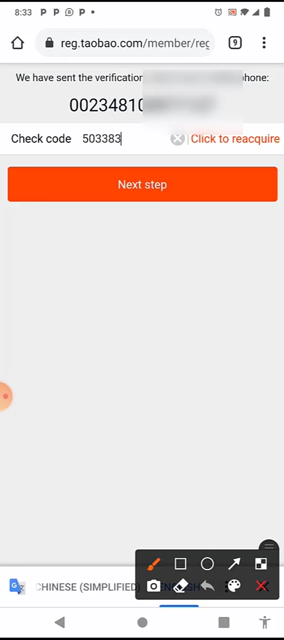 8:33 P P P
reg.taobao.com/member/reg 9
We have sent the verification phone:
00234810
Check code 503383 Click to reacquire
Next step
CHINESE (SIMPLIFIED)